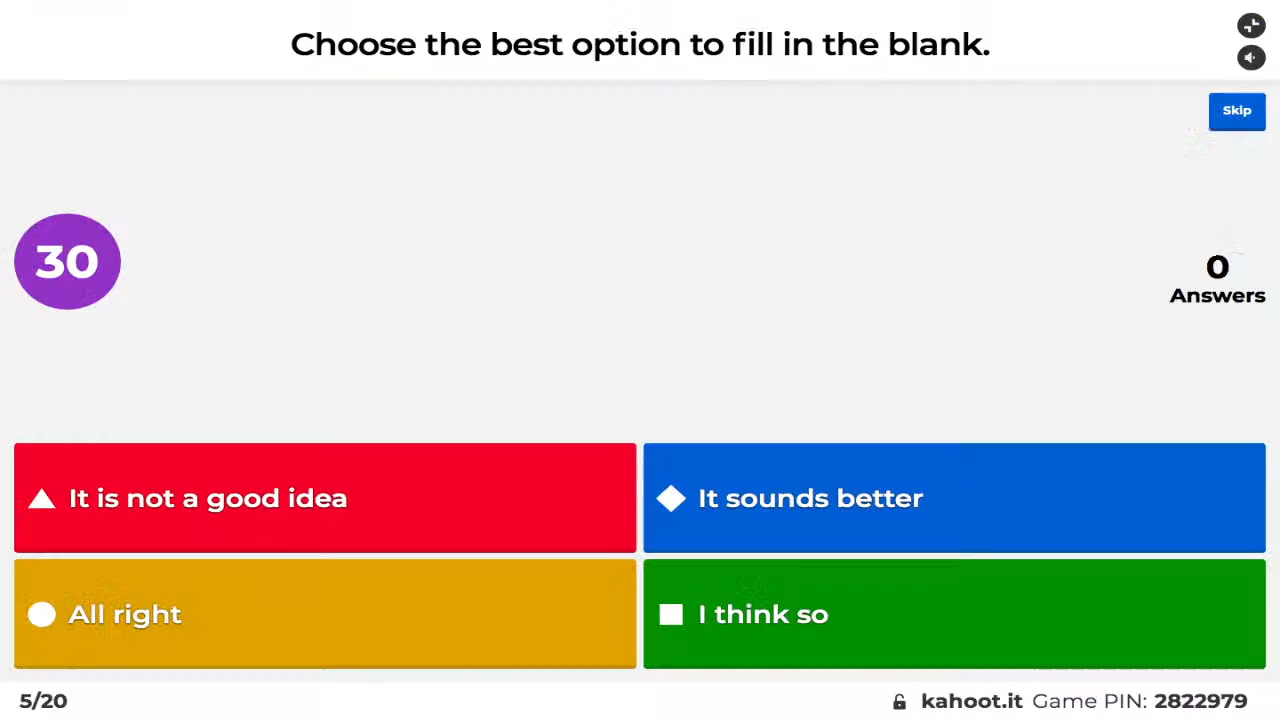 Choose the best option to fill in the blank.
Skip
30
0
Answers
It is not a good idea
It sounds better
All right
I think so
5/20
kahoot.it Game PIN: 2822979